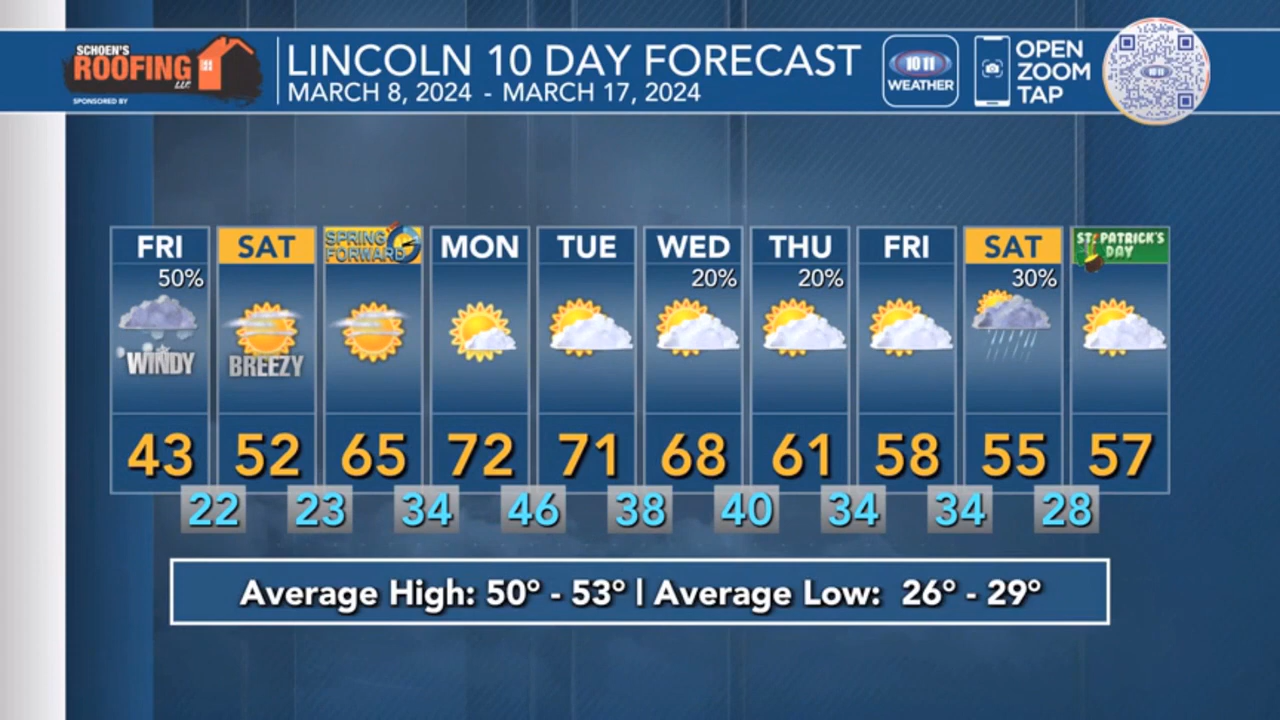 SCHOEN'S
ROOFING
LLC
SPONSORED BY
LINCOLN 10 DAY FORECAST
MARCH 8, 2024 - MARCH 17, 2024
10 11
WEATHER
OPEN
ZOOM
TAP
10 11
FRI SAT SPRING FORWARD MON TUE WED THU FRI SAT ST. PATRICK'S DAY
50% 20% 20% 30%
WINDY BREEZY
43 52 65 72 71 68 61 58 55 57
22 23 34 46 38 40 34 34 28
Average High: 50° - 53° | Average Low: 26° - 29°